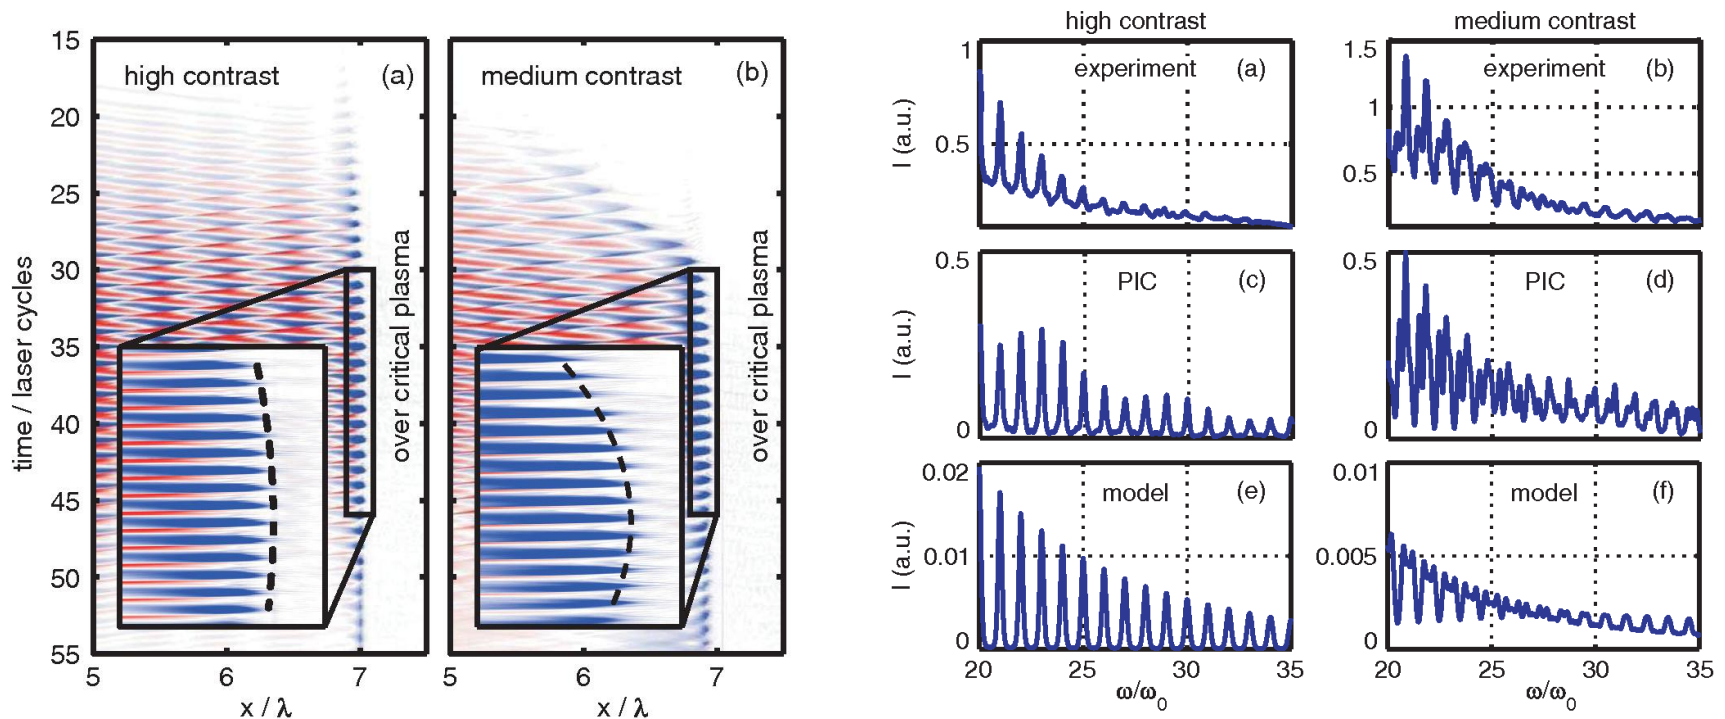 high contrast
(a)
medium contrast
(b)
15
20
25
30
35
40
45
50
55
time / laser cycles
over critical plasma
over critical plasma
5
6
7
5
6
7
x / λ
x / λ
high contrast
medium contrast
1
0.5
I (a.u.)
experiment
(a)
1.5
1
0.5
experiment
(b)
0.5
0
I (a.u.)
PIC
(c)
0.5
0
PIC
(d)
0.02
0.01
0
I (a.u.)
model
(e)
0.01
0.005
0
model
(f)
20
25
30
35
20
25
30
35
ω/ω0
ω/ω0